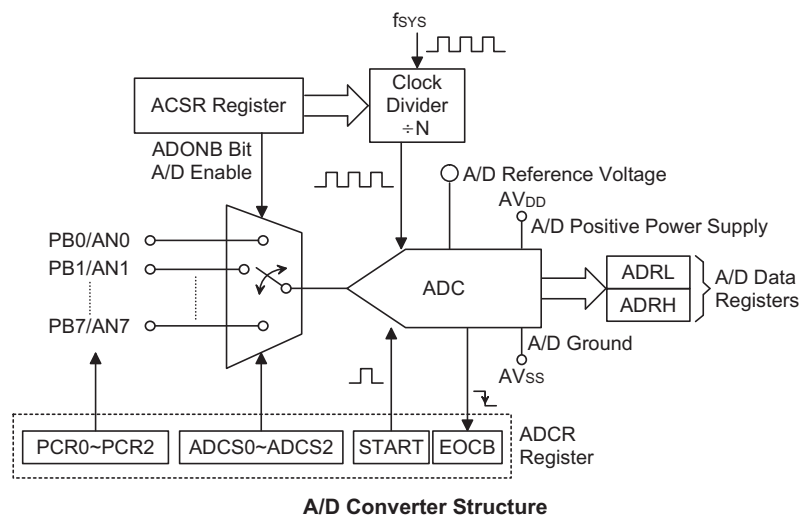 fSYS
ACSR Register
Clock
Divider
÷N
ADONB Bit
A/D Enable
A/D Reference Voltage
AVDD
A/D Positive Power Supply
PB0/AN0
PB1/AN1
PB7/AN7
ADC
ADRL
ADRH
A/D Data
Registers
A/D Ground
AVSS
PCR0~PCR2
ADCS0~ADCS2
START
EOCB
ADCR
Register
A/D Converter Structure